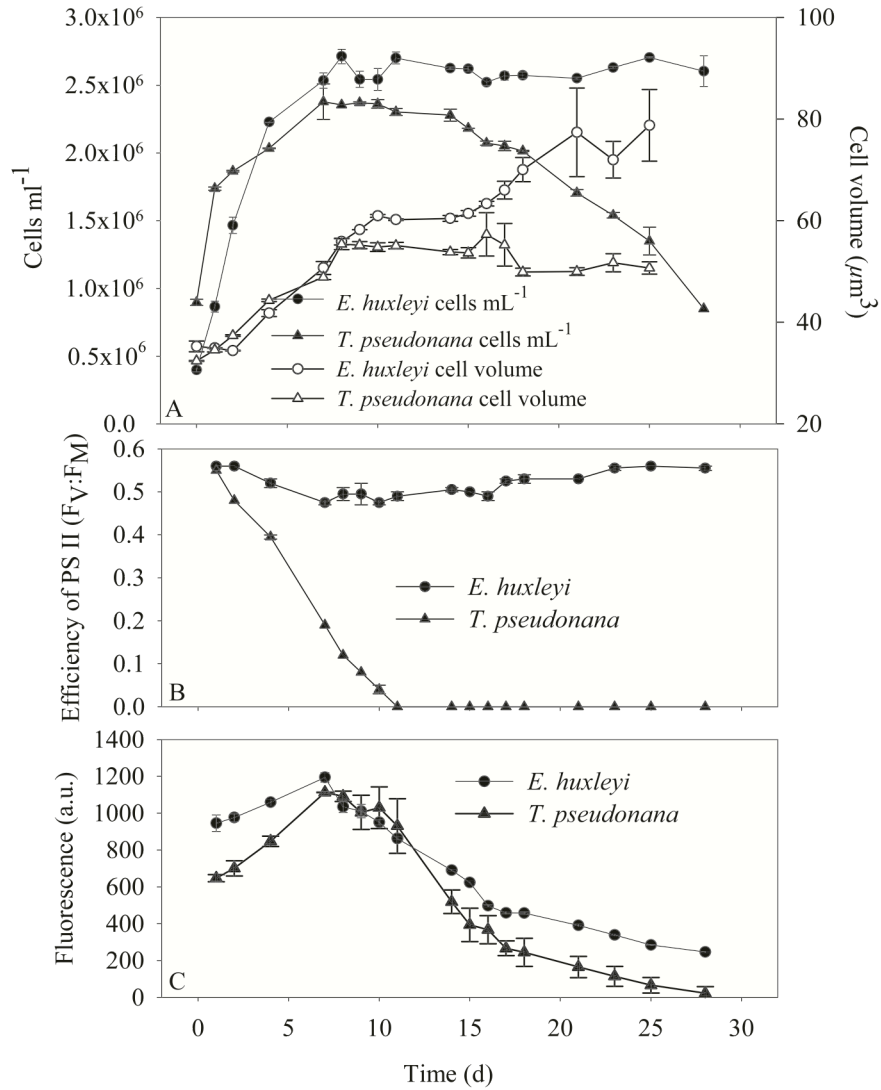 3.0x10⁶
2.5x10⁶
2.0x10⁶
1.5x10⁶
1.0x10⁶
0.5x10⁶
0.0
Cells ml⁻¹
100
80
60
40
20
Cell volume (µm³)
E. huxleyi cells mL⁻¹
T. pseudonana cells mL⁻¹
E. huxleyi cell volume
T. pseudonana cell volume
A
0.6
0.5
0.4
0.3
0.2
0.1
0.0
Efficiency of PS II (FV:FM)
E. huxleyi
T. pseudonana
B
1400
1200
1000
800
600
400
200
0
Fluorescence (a.u.)
E. huxleyi
T. pseudonana
C
0 5 10 15 20 25 30
Time (d)